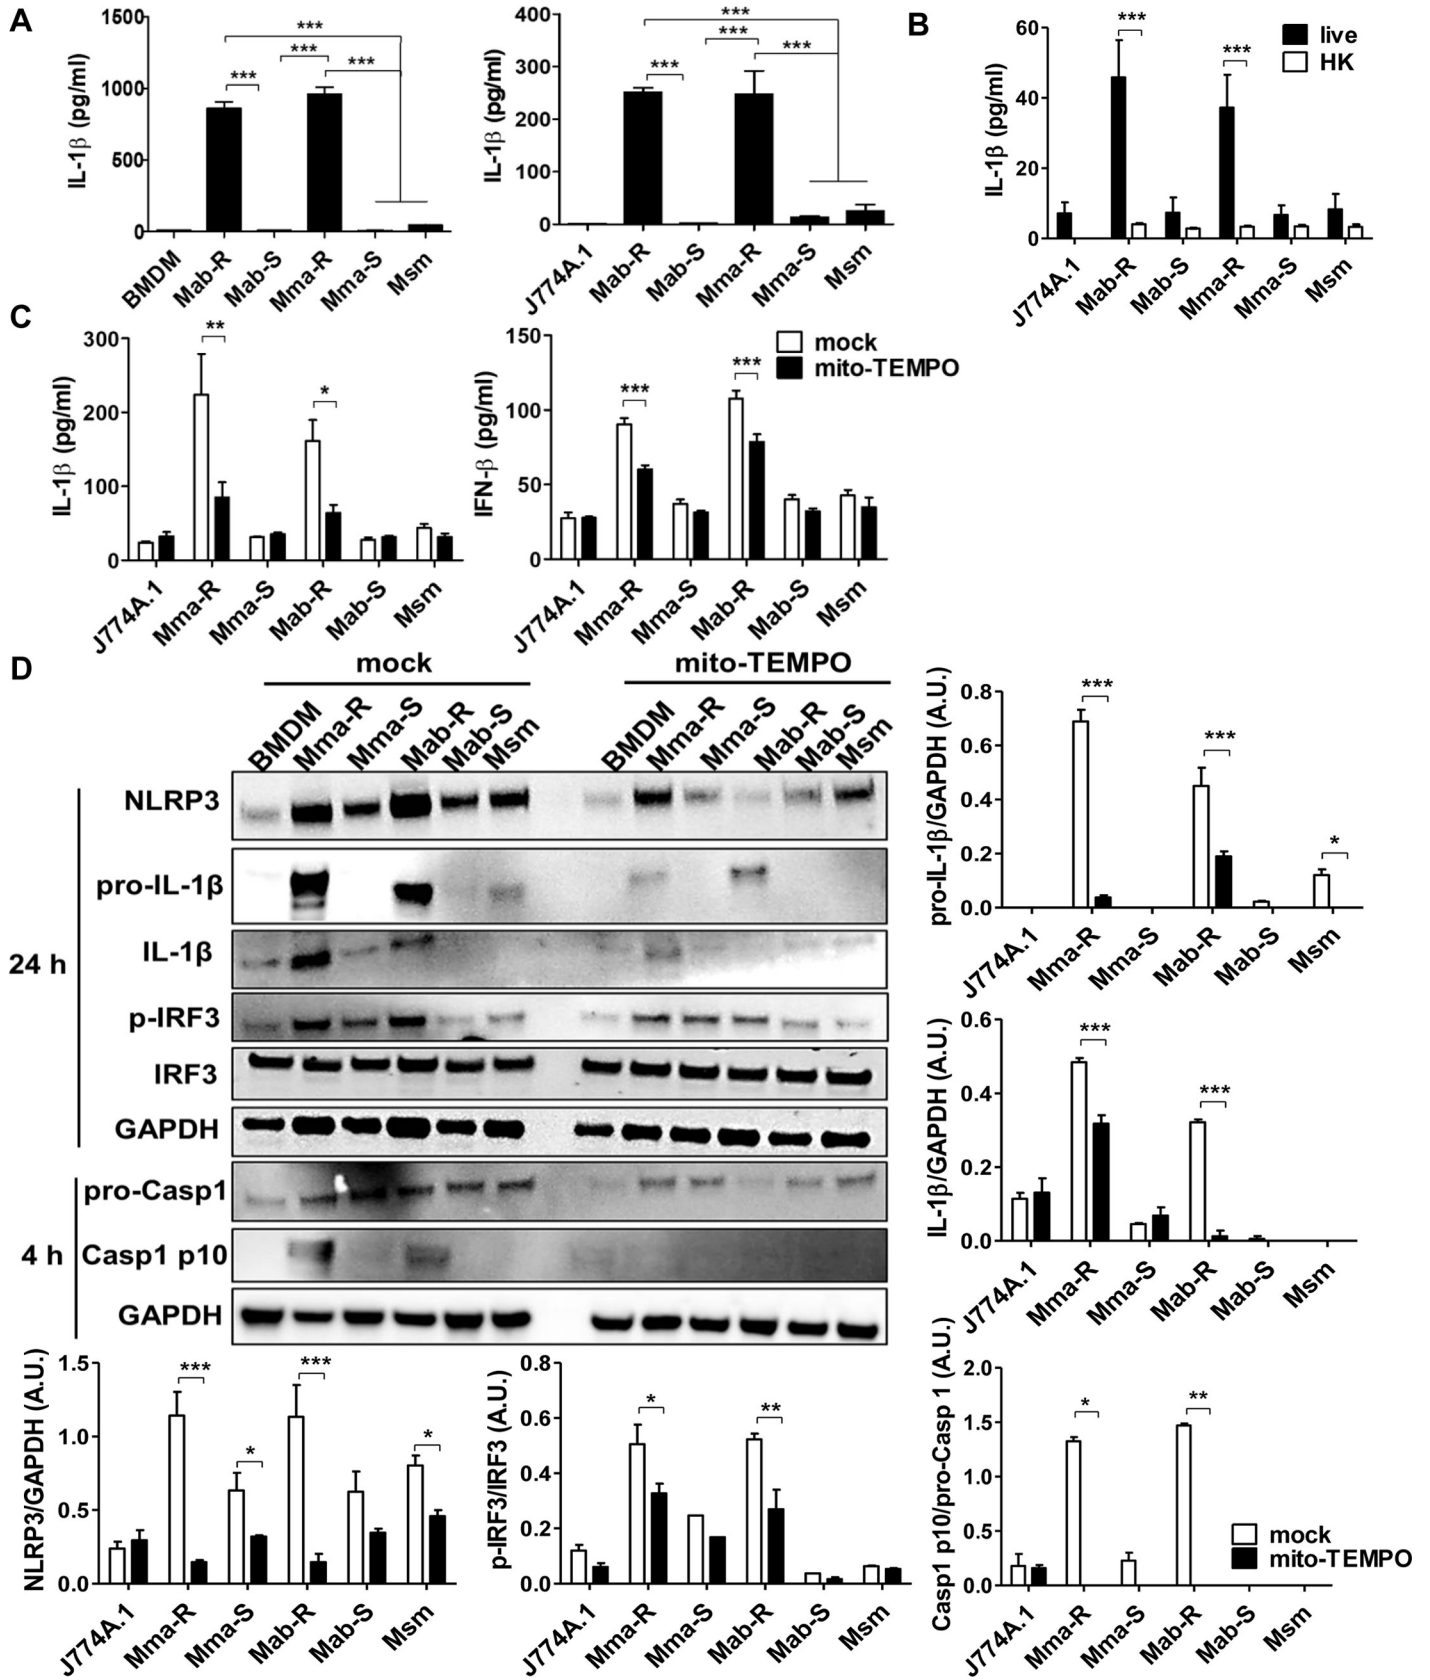 A
IL-1β (pg/ml)
1500
1000
500
0
***
***
***
***
BMDM
Mab-R
Mab-S
Mma-R
Mma-S
Msm
IL-1β (pg/ml)
400
300
200
100
0
***
***
***
***
J774A.1
Mab-R
Mab-S
Mma-R
Mma-S
Msm
B
IL-1β (pg/ml)
60
40
20
0
***
***
live
HK
J774A.1
Mab-R
Mab-S
Mma-R
Mma-S
Msm
C
IL-1β (pg/ml)
300
200
100
0
**
*
J774A.1
Mma-R
Mma-S
Mab-R
Mab-S
Msm
IFN-β (pg/ml)
150
100
50
0
***
***
mock
mito-TEMPO
J774A.1
Mma-R
Mma-S
Mab-R
Mab-S
Msm
D
mock
mito-TEMPO
BMDM
Mma-R
Mma-S
Mab-R
Mab-S
Msm
BMDM
Mma-R
Mma-S
Mab-R
Mab-S
Msm
24 h
NLRP3
pro-IL-1β
IL-1β
p-IRF3
IRF3
GAPDH
4 h
pro-Casp1
Casp1 p10
GAPDH
pro-IL-1β/GAPDH (A.U.)
0.8
0.6
0.4
0.2
0.0
***
***
*
J774A.1
Mma-R
Mma-S
Mab-R
Mab-S
Msm
IL-1β/GAPDH (A.U.)
0.6
0.4
0.2
0.0
***
***
J774A.1
Mma-R
Mma-S
Mab-R
Mab-S
Msm
NLRP3/GAPDH (A.U.)
1.5
1.0
0.5
0.0
***
*
***
*
J774A.1
Mma-R
Mma-S
Mab-R
Mab-S
Msm
p-IRF3/IRF3 (A.U.)
0.8
0.6
0.4
0.2
0.0
*
**
J774A.1
Mma-R
Mma-S
Mab-R
Mab-S
Msm
Casp1 p10/pro-Casp 1 (A.U.)
2.0
1.5
1.0
0.5
0.0
*
**
mock
mito-TEMPO
J774A.1
Mma-R
Mma-S
Mab-R
Mab-S
Msm